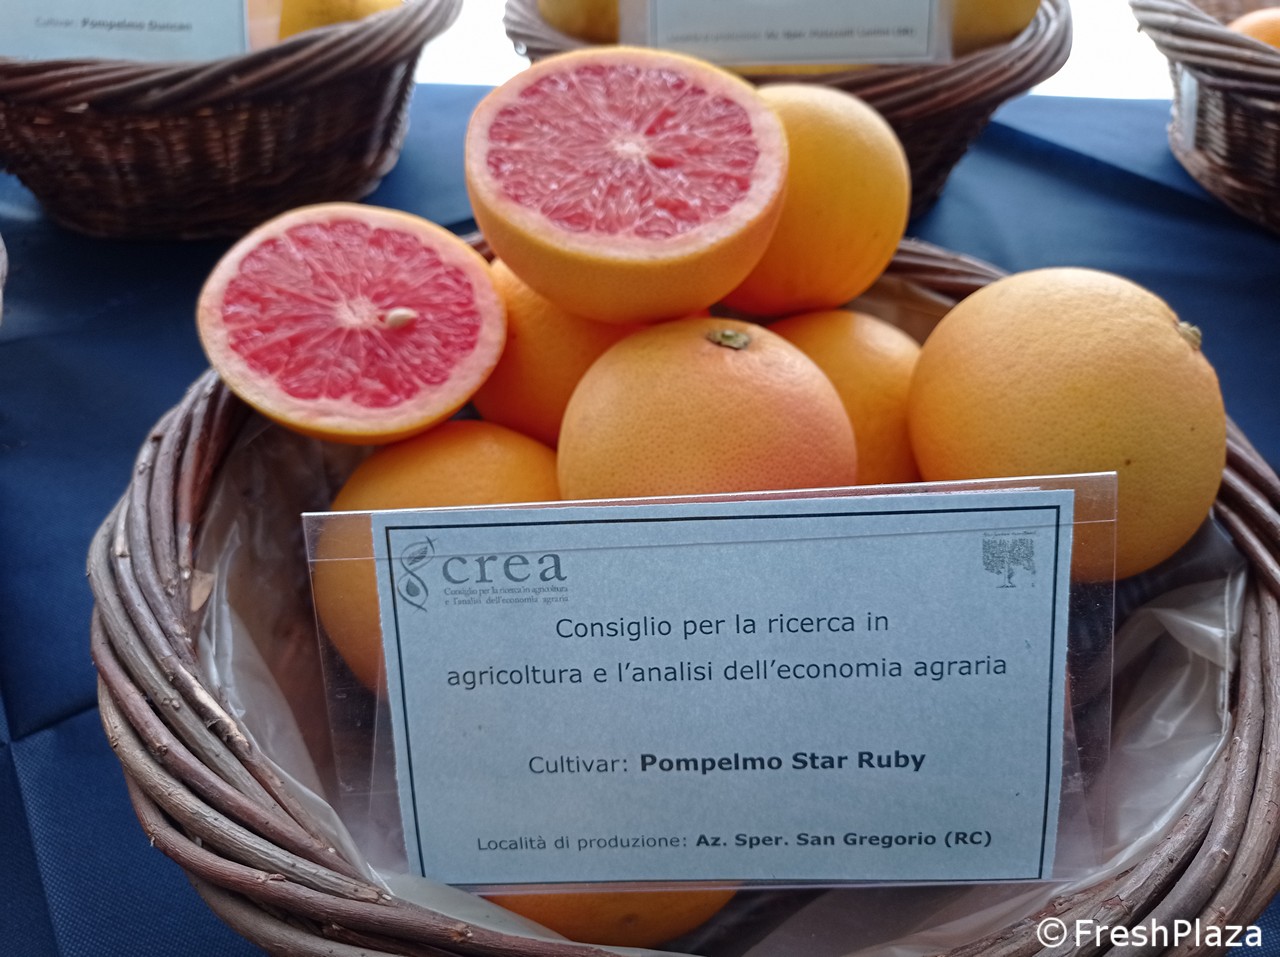 Cultivar: Pompelmo Duncan
crea
Consiglio per la ricerca in agricoltura
e l'analisi dell'economia agraria
Consiglio per la ricerca in
agricoltura e l'analisi dell'economia agraria
Cultivar: Pompelmo Star Ruby
Località di produzione: Az. Sper. San Gregorio (RC)
©FreshPlaza